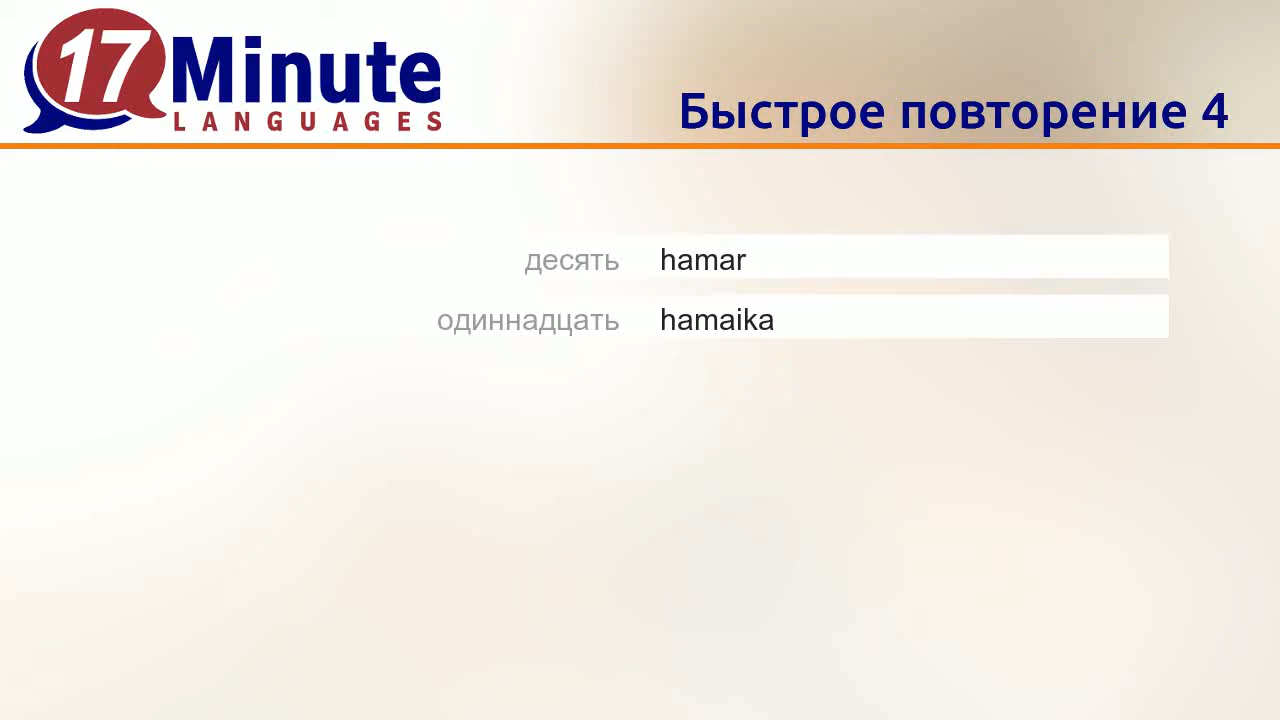 17 Minute
LANGUAGES
Быстрое повторение 4
десять hamar
одиннадцать hamaika